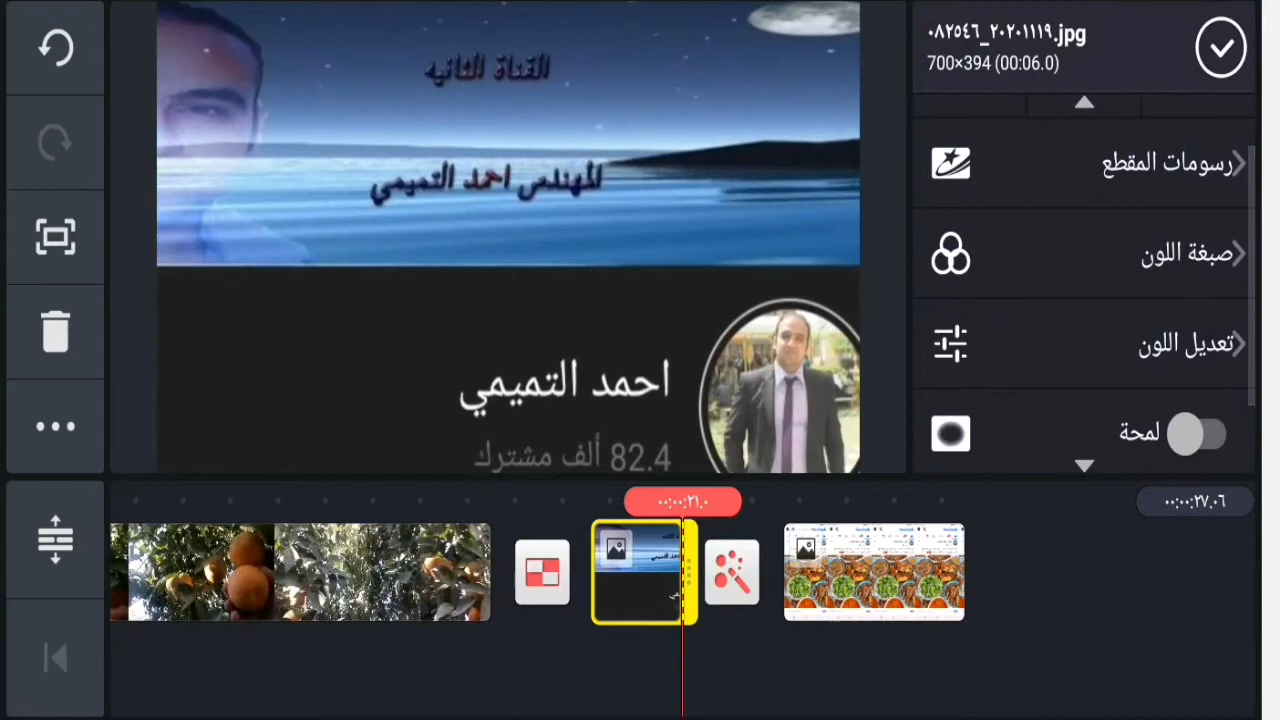 القناة الثانيه
المهندس احمد التميمي
احمد التميمي
82.4 ألف مشترك
٢٠٢٠١١١٩_٠٨٢٥٤٦.jpg
700×394 (00:06.0)
رسومات المقطع
صبغة اللون
تعديل اللون
لمحة
٠٠:٠٠:٢١.٠
٠٠:٠٠:٢٧.٠٦